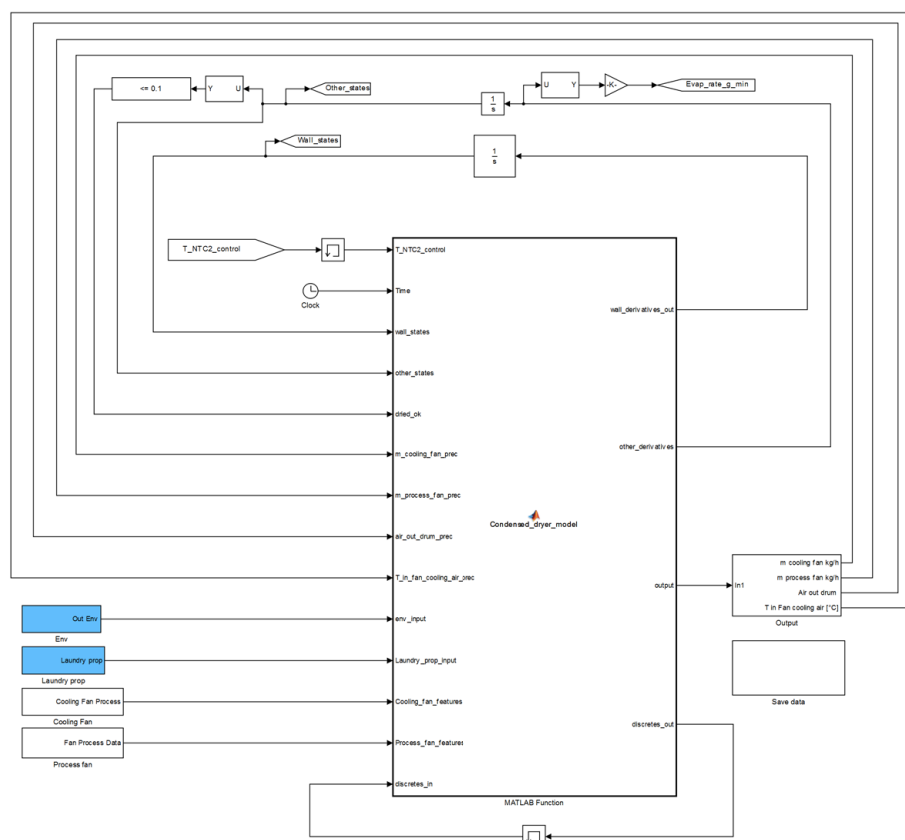 <= 0.1
Y U
Other_states
U Y
-K-
Evap_rate_g_min
1
s
Wall_states
1
s
T_NTC2_control
T_NTC2_control
Time
Clock
wall_derivatives_out
wall_states
other_states
dried_ok
other_derivatives
m_cooling_fan_prec
m_process_fan_prec
Condensed_dryer_model
air_out_drum_prec
T_in_fan_cooling_air_prec
output
In1
m cooling fan kg/h
m process fan kg/h
Air out drum
T in Fan cooling air [°C]
Output
Out Env
Env
env_input
Laundry prop
Laundry prop
Laundry_prop_input
Cooling Fan Process
Cooling Fan
Cooling_fan_features
Save data
discretes_out
Fan Process Data
Process fan
Process_fan_features
discretes_in
MATLAB Function